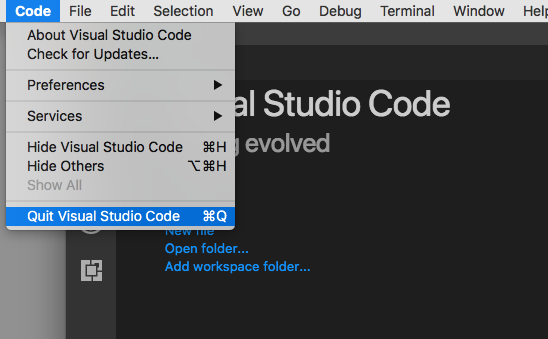 Code File Edit Selection View Go Debug Terminal Window Help
About Visual Studio Code
Check for Updates...
Preferences ▶
Services ▶
Hide Visual Studio Code ⌘H
Hide Others ⌥⌘H
Show All
Quit Visual Studio Code ⌘Q
al Studio Code
g evolved
New file
Open folder...
Add workspace folder...